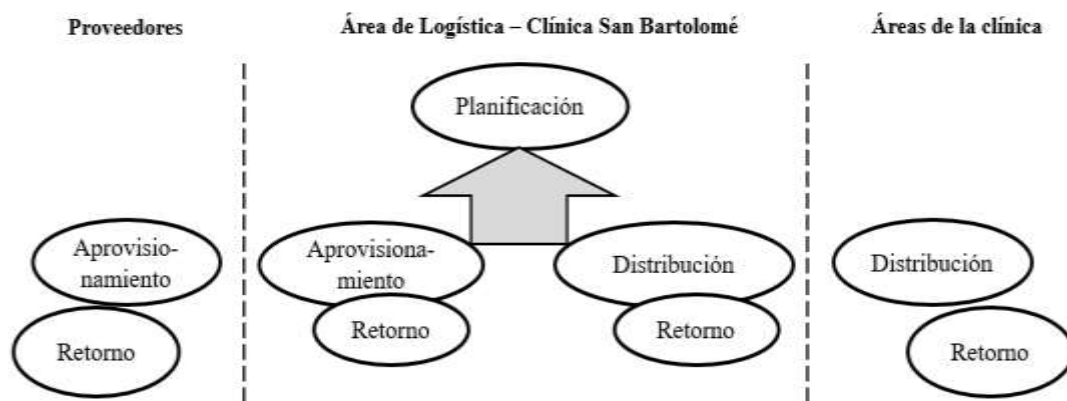 Proveedores
Área de Logística – Clínica San Bartolomé
Áreas de la clínica
Planificación
Aprovisio-
namiento
Retorno
Aprovisiona-
miento
Retorno
Distribución
Retorno
Distribución
Retorno